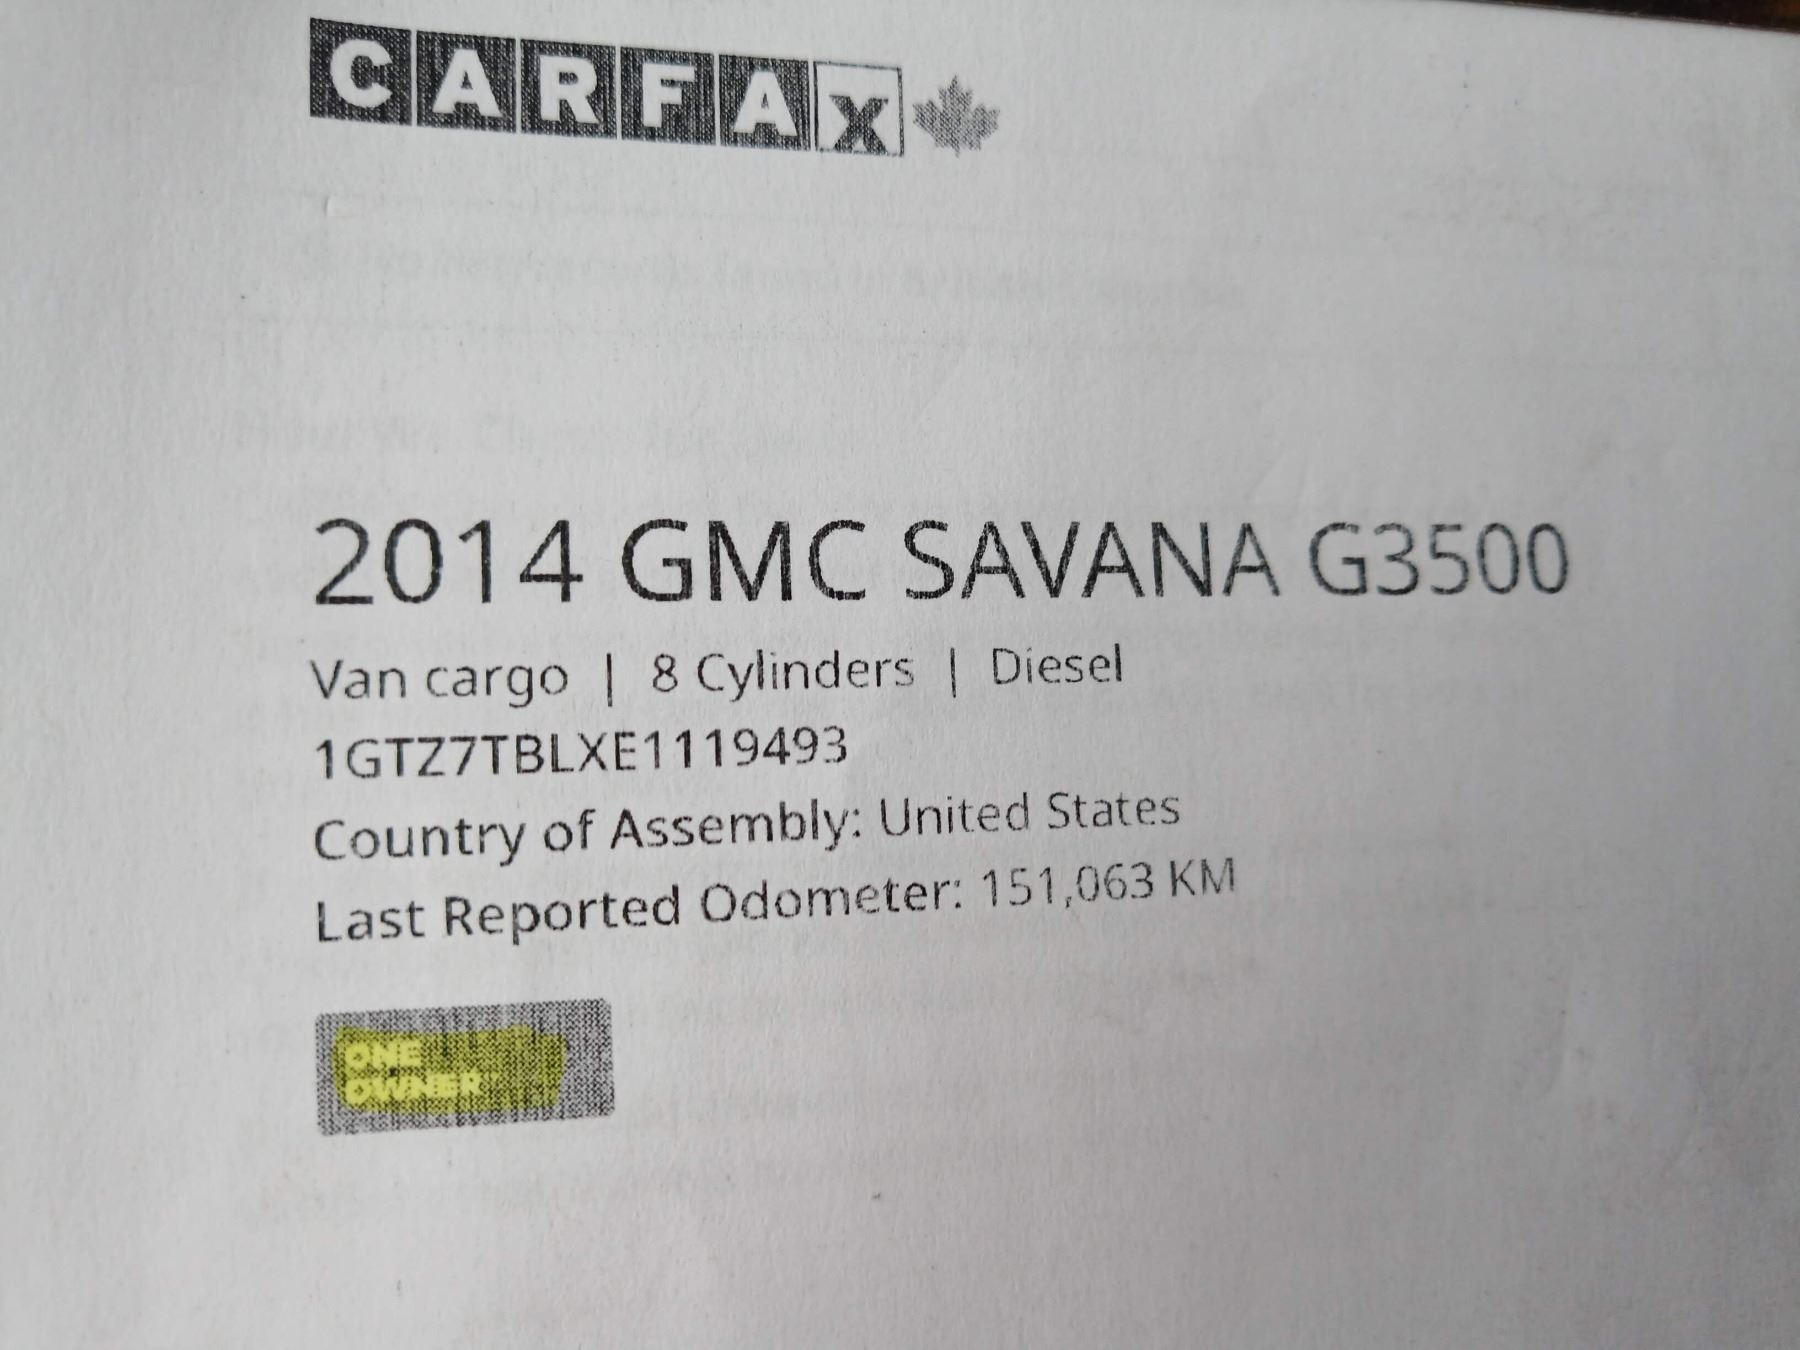 CARFAX
2014 GMC SAVANA G3500
Van cargo | 8 Cylinders | Diesel
1GTZ7TBLXE1119493
Country of Assembly: United States
Last Reported Odometer: 151,063 KM
ONE
OWNER